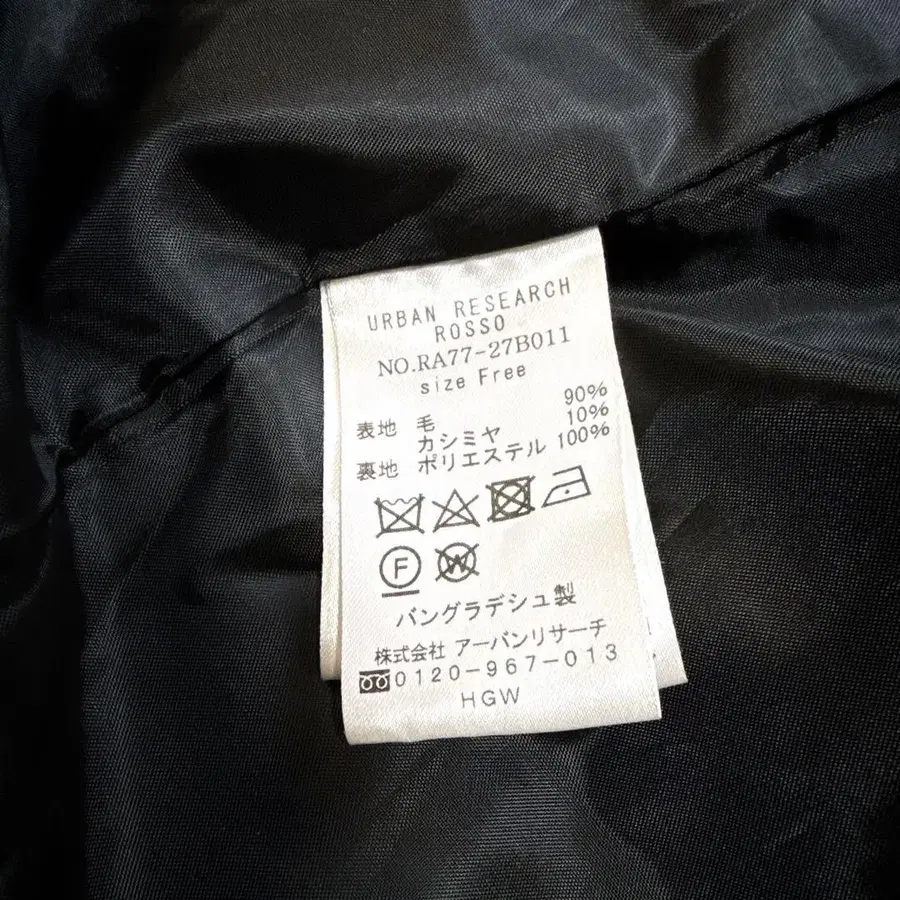 URBAN RESEARCH
ROSSO
NO.RA77-27B011
size Free
表地 毛 90%
カシミヤ 10%
裏地 ポリエステル 100%
F W
バングラデシュ製
株式会社 アーバンリサーチ
0120-967-013
HGW